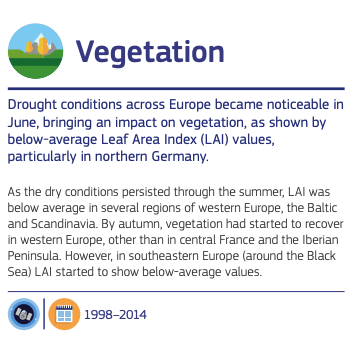 Vegetation
Drought conditions across Europe became noticeable in
June, bringing an impact on vegetation, as shown by
below-average Leaf Area Index (LAI) values,
particularly in northern Germany.
As the dry conditions persisted through the summer, LAI was
below average in several regions of western Europe, the Baltic
and Scandinavia. By autumn, vegetation had started to recover
in western Europe, other than in central France and the Iberian
Peninsula. However, in southeastern Europe (around the Black
Sea) LAI started to show below-average values.
1998–2014